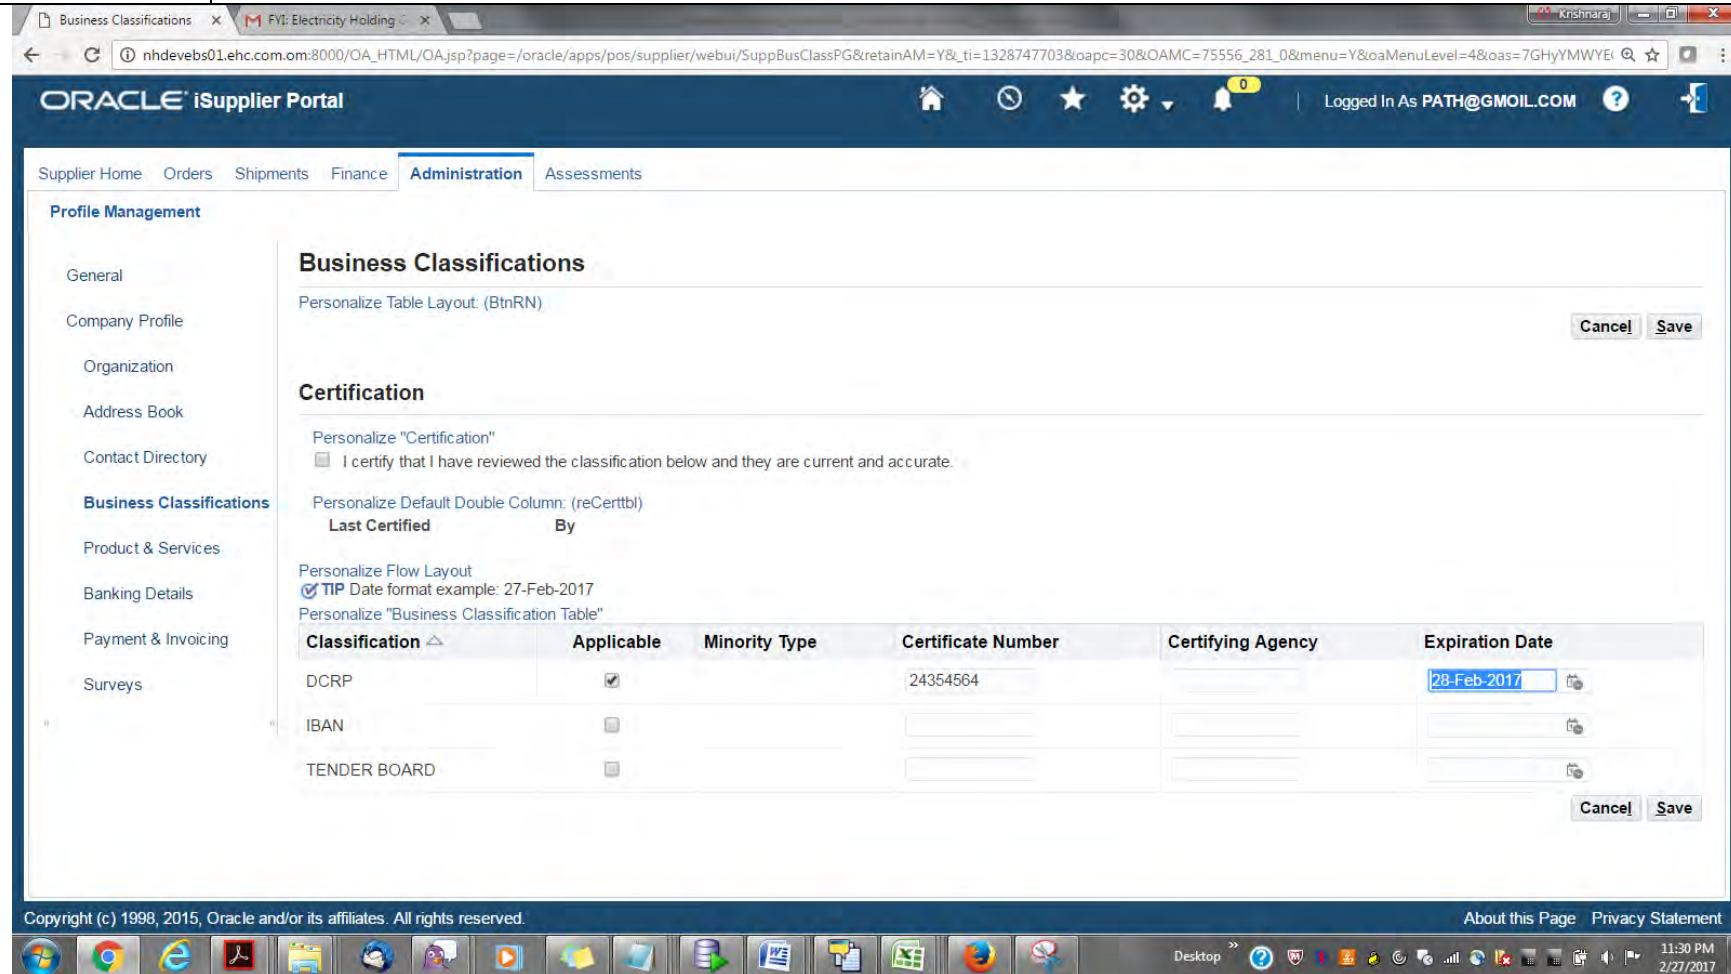 Business Classifications
FYI: Electricity Holding
Krishnaraj
nhdevebs01.ehc.com.om:8000/OA_HTML/OA.jsp?page=/oracle/apps/pos/supplier/webui/SuppBusClassPG&retainAM=Y&_ti=1328747703&oapc=30&OAMC=75556_281_0&menu=Y&oaMenuLevel=4&oas=7GHyYMWYE
ORACLE iSupplier Portal
0
Logged In As PATH@GMOIL.COM
Supplier Home Orders Shipments Finance Administration Assessments
Profile Management
General
Company Profile
Organization
Address Book
Contact Directory
Business Classifications
Product & Services
Banking Details
Payment & Invoicing
Surveys
Business Classifications
Personalize Table Layout: (BtnRN)
Cancel Save
Certification
Personalize "Certification"
I certify that I have reviewed the classification below and they are current and accurate.
Personalize Default Double Column: (reCerttbl)
Last Certified By
Personalize Flow Layout
TIP Date format example: 27-Feb-2017
Personalize "Business Classification Table"
Classification Applicable Minority Type Certificate Number Certifying Agency Expiration Date
DCRP 24354564 28-Feb-2017
IBAN
TENDER BOARD
Cancel Save
Copyright (c) 1998, 2015, Oracle and/or its affiliates. All rights reserved.
About this Page Privacy Statement
Desktop
11:30 PM
2/27/2017